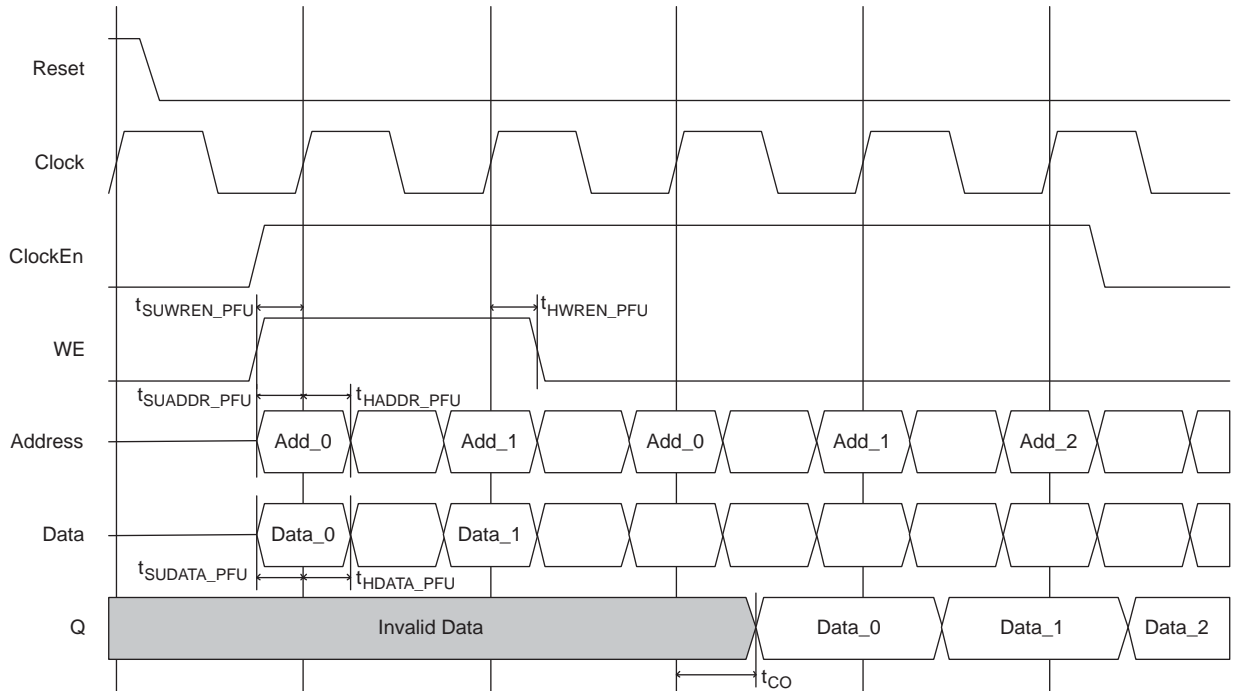 Reset
Clock
ClockEn
tSUWREN_PFU tHWREN_PFU
WE
tSUADDR_PFU tHADDR_PFU
Address Add_0 Add_1 Add_0 Add_1 Add_2
Data Data_0 Data_1
tSUDATA_PFU tHDATA_PFU
Q Invalid Data Data_0 Data_1 Data_2
tCO